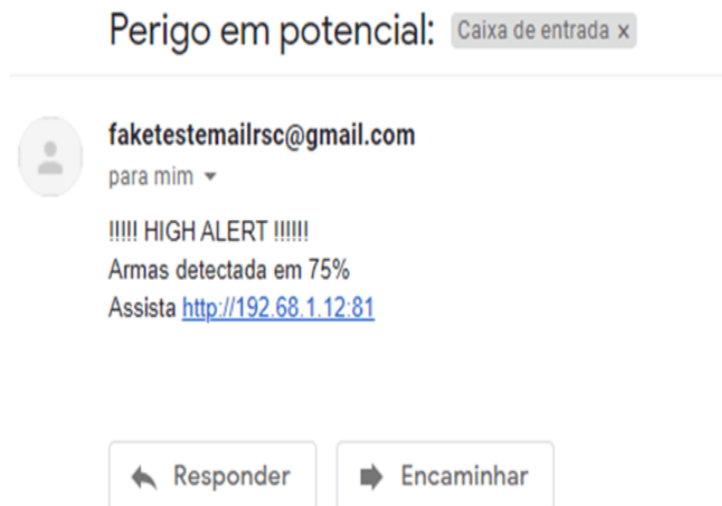 Perigo em potencial: Caixa de entrada x
faketestemailrsc@gmail.com
para mim
!!!!! HIGH ALERT !!!!!!
Armas detectada em 75%
Assista http://192.68.1.12:81
Responder Encaminhar